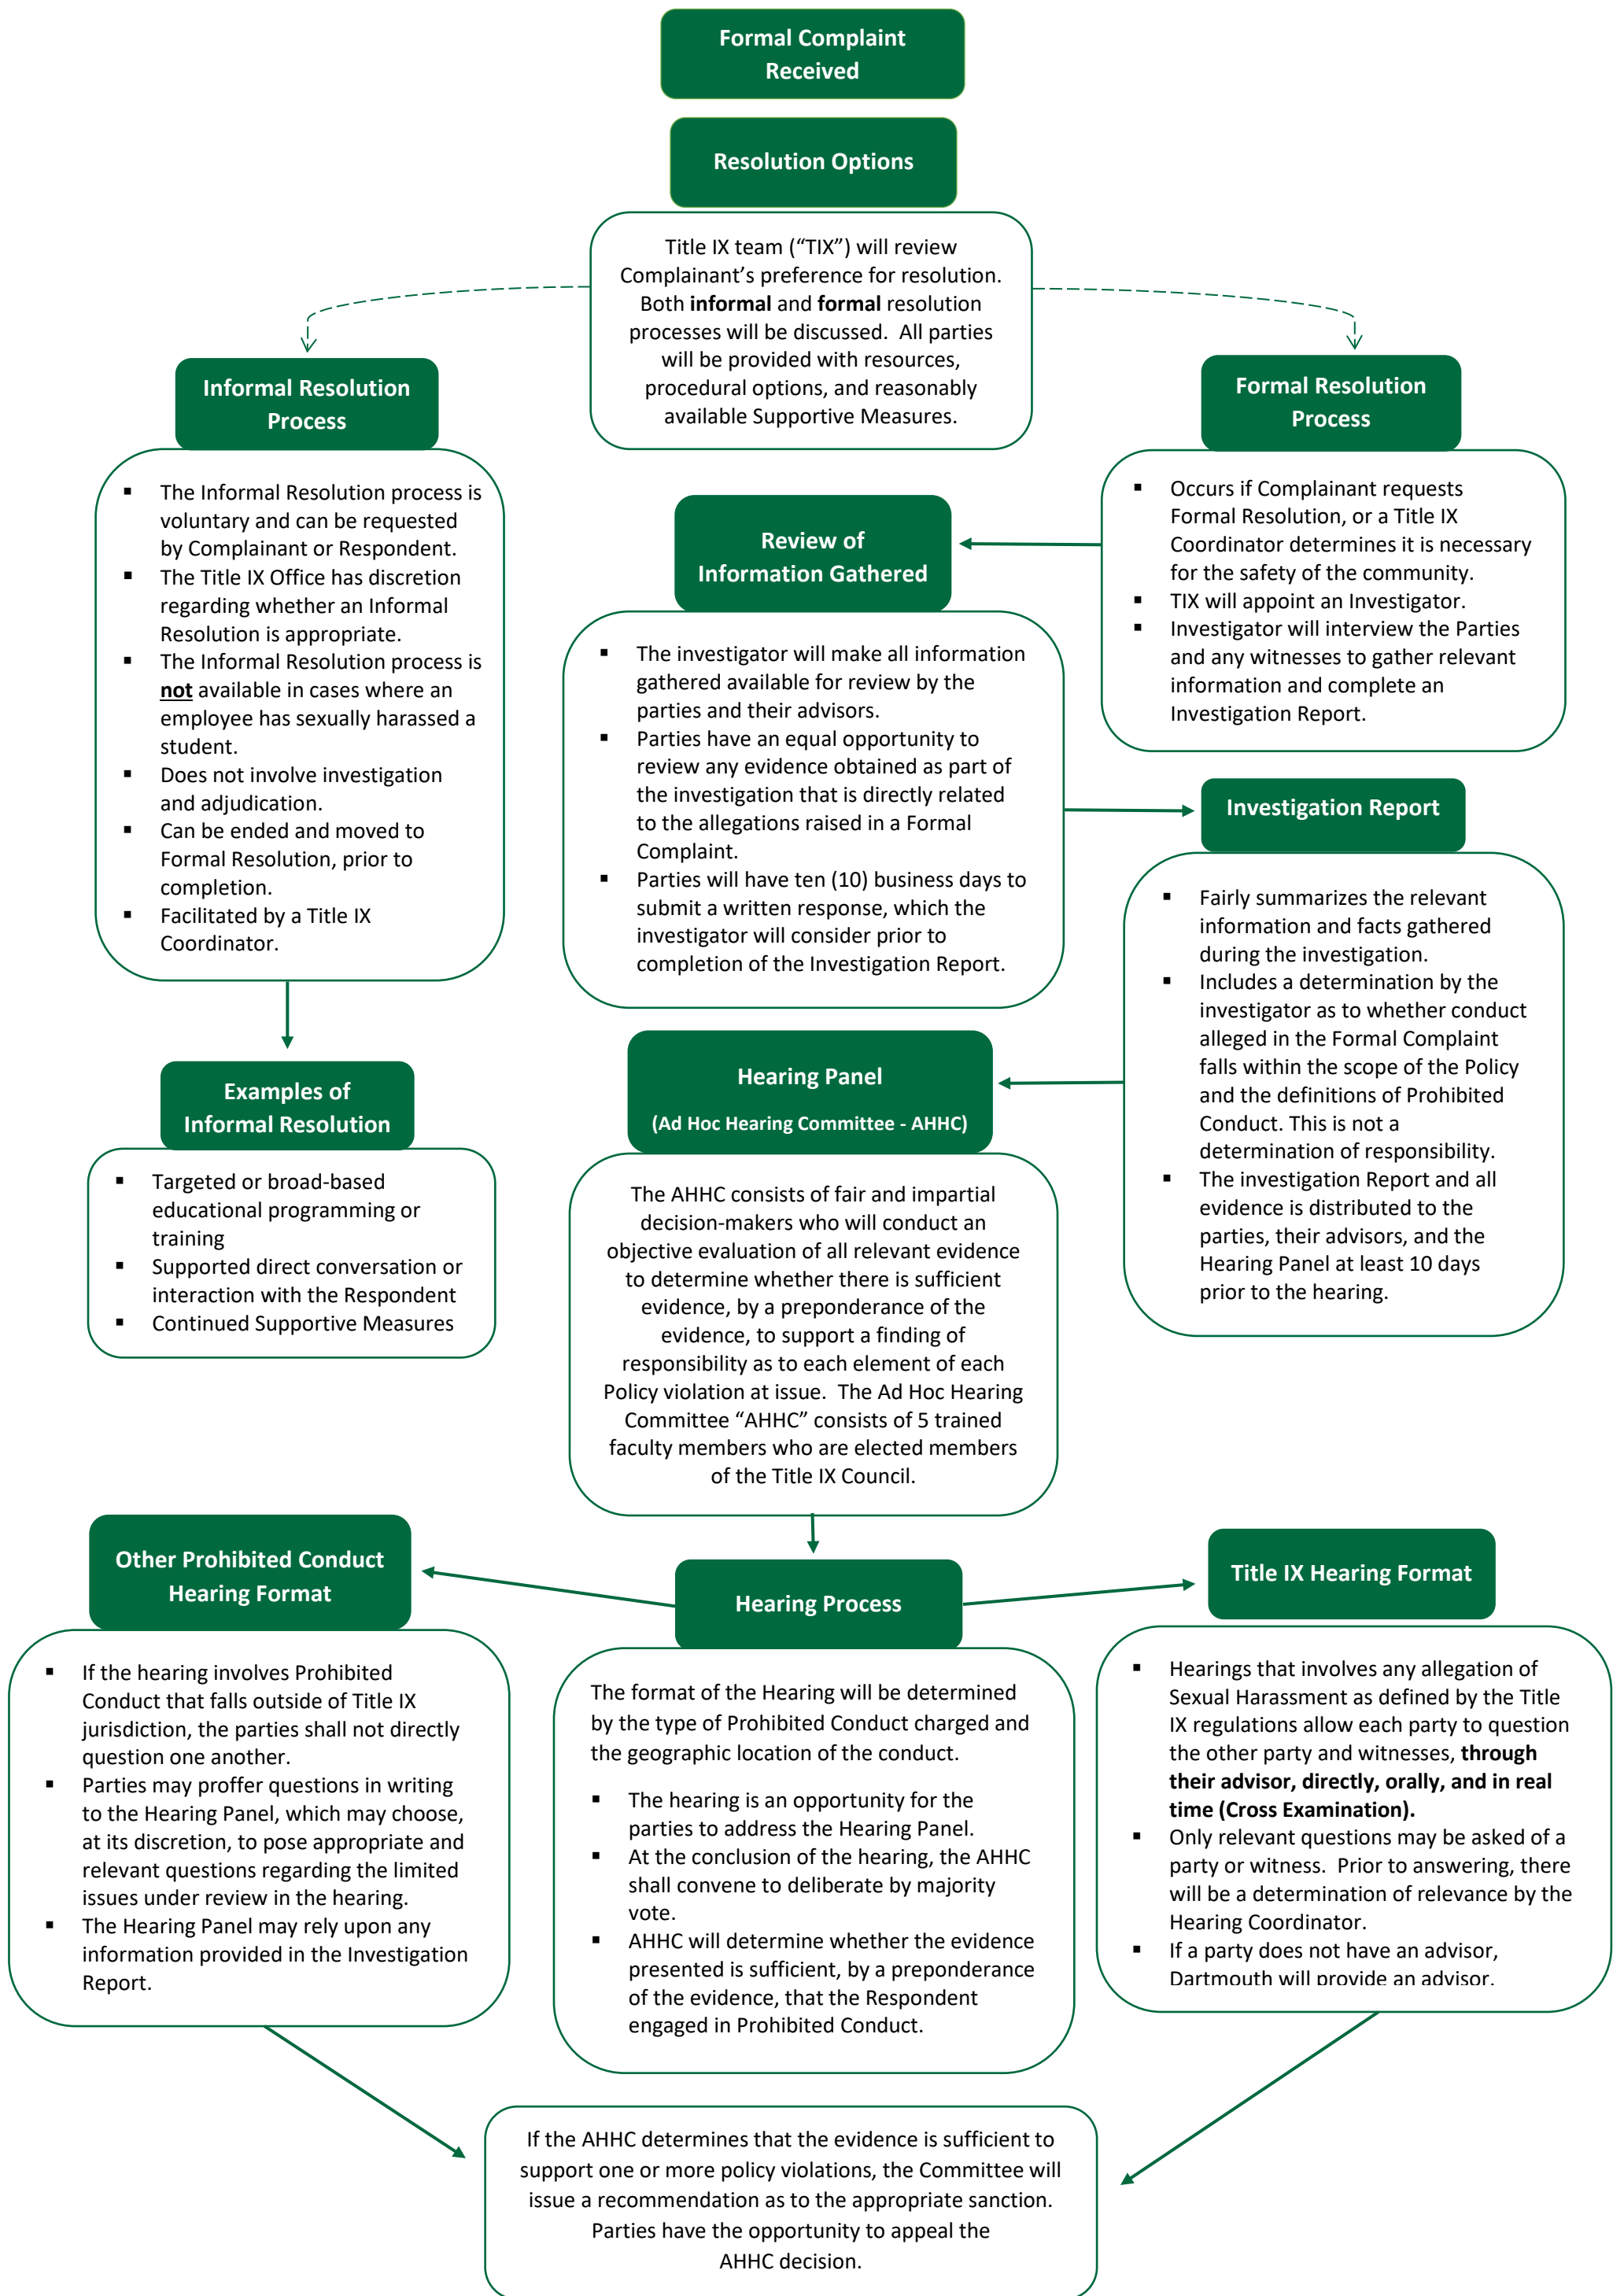 Formal Complaint
Received
Resolution Options
Title IX team (“TIX”) will review
Complainant’s preference for resolution.
Both informal and formal resolution
processes will be discussed. All parties
will be provided with resources,
procedural options, and reasonably
available Supportive Measures.
Informal Resolution
Process
▪ The Informal Resolution process is
voluntary and can be requested
by Complainant or Respondent.
▪ The Title IX Office has discretion
regarding whether an Informal
Resolution is appropriate.
▪ The Informal Resolution process is
not available in cases where an
employee has sexually harassed a
student.
▪ Does not involve investigation
and adjudication.
▪ Can be ended and moved to
Formal Resolution, prior to
completion.
▪ Facilitated by a Title IX
Coordinator.
Examples of
Informal Resolution
▪ Targeted or broad-based
educational programming or
training
▪ Supported direct conversation or
interaction with the Respondent
▪ Continued Supportive Measures
Formal Resolution
Process
▪ Occurs if Complainant requests
Formal Resolution, or a Title IX
Coordinator determines it is necessary
for the safety of the community.
▪ TIX will appoint an Investigator.
▪ Investigator will interview the Parties
and any witnesses to gather relevant
information and complete an
Investigation Report.
Review of
Information Gathered
▪ The investigator will make all information
gathered available for review by the
parties and their advisors.
▪ Parties have an equal opportunity to
review any evidence obtained as part of
the investigation that is directly related
to the allegations raised in a Formal
Complaint.
▪ Parties will have ten (10) business days to
submit a written response, which the
investigator will consider prior to
completion of the Investigation Report.
Investigation Report
▪ Fairly summarizes the relevant
information and facts gathered
during the investigation.
▪ Includes a determination by the
investigator as to whether conduct
alleged in the Formal Complaint
falls within the scope of the Policy
and the definitions of Prohibited
Conduct. This is not a
determination of responsibility.
▪ The investigation Report and all
evidence is distributed to the
parties, their advisors, and the
Hearing Panel at least 10 days
prior to the hearing.
Hearing Panel
(Ad Hoc Hearing Committee - AHHC)
The AHHC consists of fair and impartial
decision-makers who will conduct an
objective evaluation of all relevant evidence
to determine whether there is sufficient
evidence, by a preponderance of the
evidence, to support a finding of
responsibility as to each element of each
Policy violation at issue. The Ad Hoc Hearing
Committee “AHHC” consists of 5 trained
faculty members who are elected members
of the Title IX Council.
Hearing Process
The format of the Hearing will be determined
by the type of Prohibited Conduct charged and
the geographic location of the conduct.
▪ The hearing is an opportunity for the
parties to address the Hearing Panel.
▪ At the conclusion of the hearing, the AHHC
shall convene to deliberate by majority
vote.
▪ AHHC will determine whether the evidence
presented is sufficient, by a preponderance
of the evidence, that the Respondent
engaged in Prohibited Conduct.
Other Prohibited Conduct
Hearing Format
▪ If the hearing involves Prohibited
Conduct that falls outside of Title IX
jurisdiction, the parties shall not directly
question one another.
▪ Parties may proffer questions in writing
to the Hearing Panel, which may choose,
at its discretion, to pose appropriate and
relevant questions regarding the limited
issues under review in the hearing.
▪ The Hearing Panel may rely upon any
information provided in the Investigation
Report.
Title IX Hearing Format
▪ Hearings that involves any allegation of
Sexual Harassment as defined by the Title
IX regulations allow each party to question
the other party and witnesses, through
their advisor, directly, orally, and in real
time (Cross Examination).
▪ Only relevant questions may be asked of a
party or witness. Prior to answering, there
will be a determination of relevance by the
Hearing Coordinator.
▪ If a party does not have an advisor,
Dartmouth will provide an advisor.
If the AHHC determines that the evidence is sufficient to
support one or more policy violations, the Committee will
issue a recommendation as to the appropriate sanction.
Parties have the opportunity to appeal the
AHHC decision.